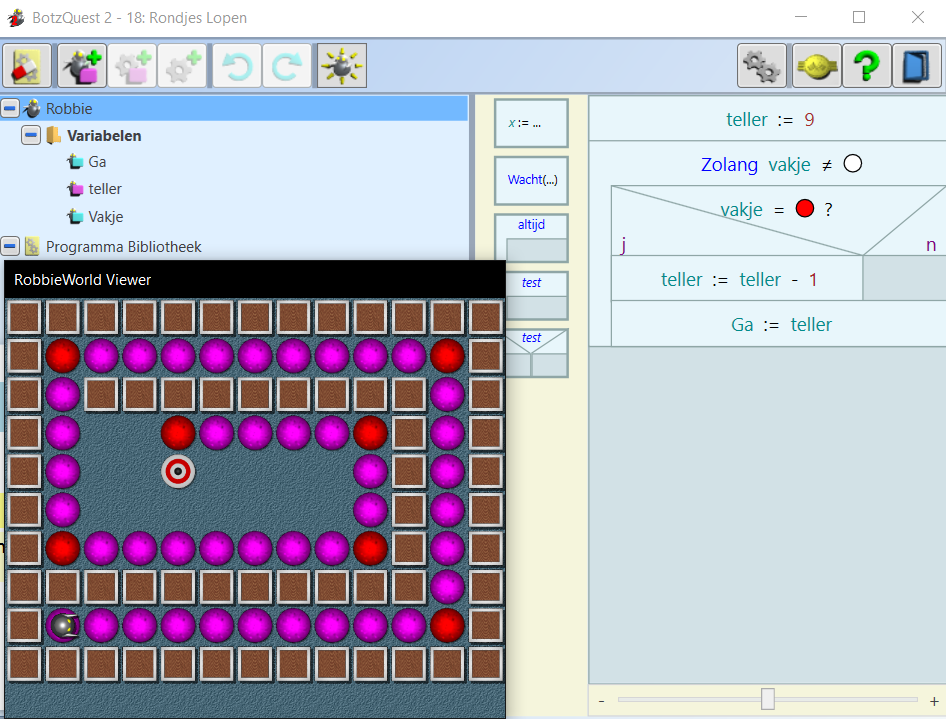 BotzQuest 2 - 18: Rondjes Lopen
Robbie
Variabelen
Ga
teller
Vakje
Programma Bibliotheek
RobbieWorld Viewer
x := ...
Wacht(...)
altijd
test
test
teller := 9
Zolang vakje ≠
vakje = ?
j
n
teller := teller - 1
Ga := teller
- +